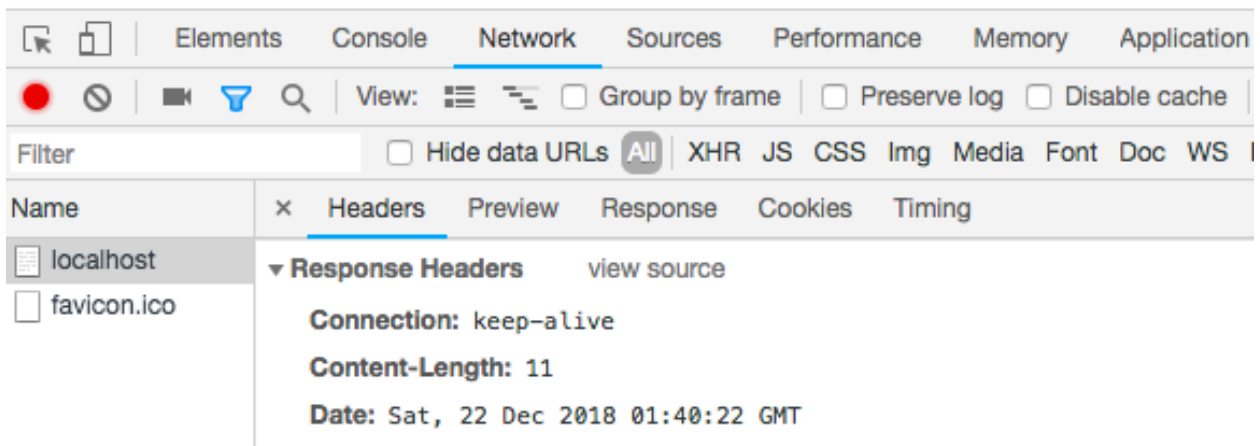 Elements Console Network Sources Performance Memory Application
View: Group by frame Preserve log Disable cache
Filter Hide data URLs All XHR JS CSS Img Media Font Doc WS
Name × Headers Preview Response Cookies Timing
localhost
Response Headers view source
favicon.ico
Connection: keep-alive
Content-Length: 11
Date: Sat, 22 Dec 2018 01:40:22 GMT